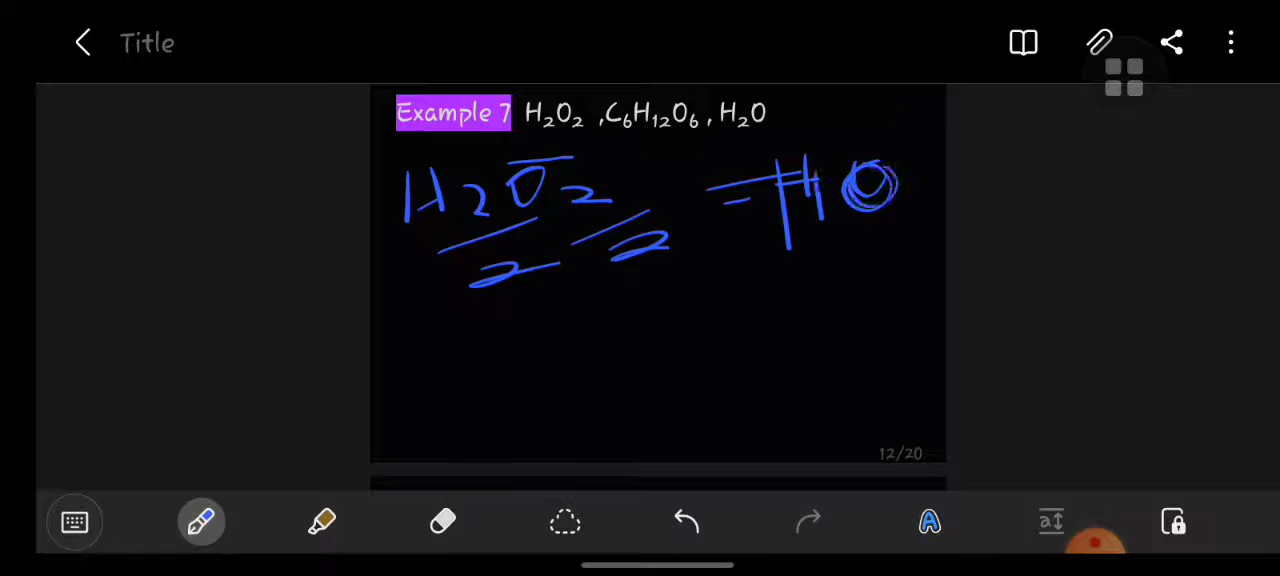 Title
Example 7 H₂O₂ ,C₆H₁₂O₆ , H₂O
H₂O₂ = HO
2 2
12/20
A a